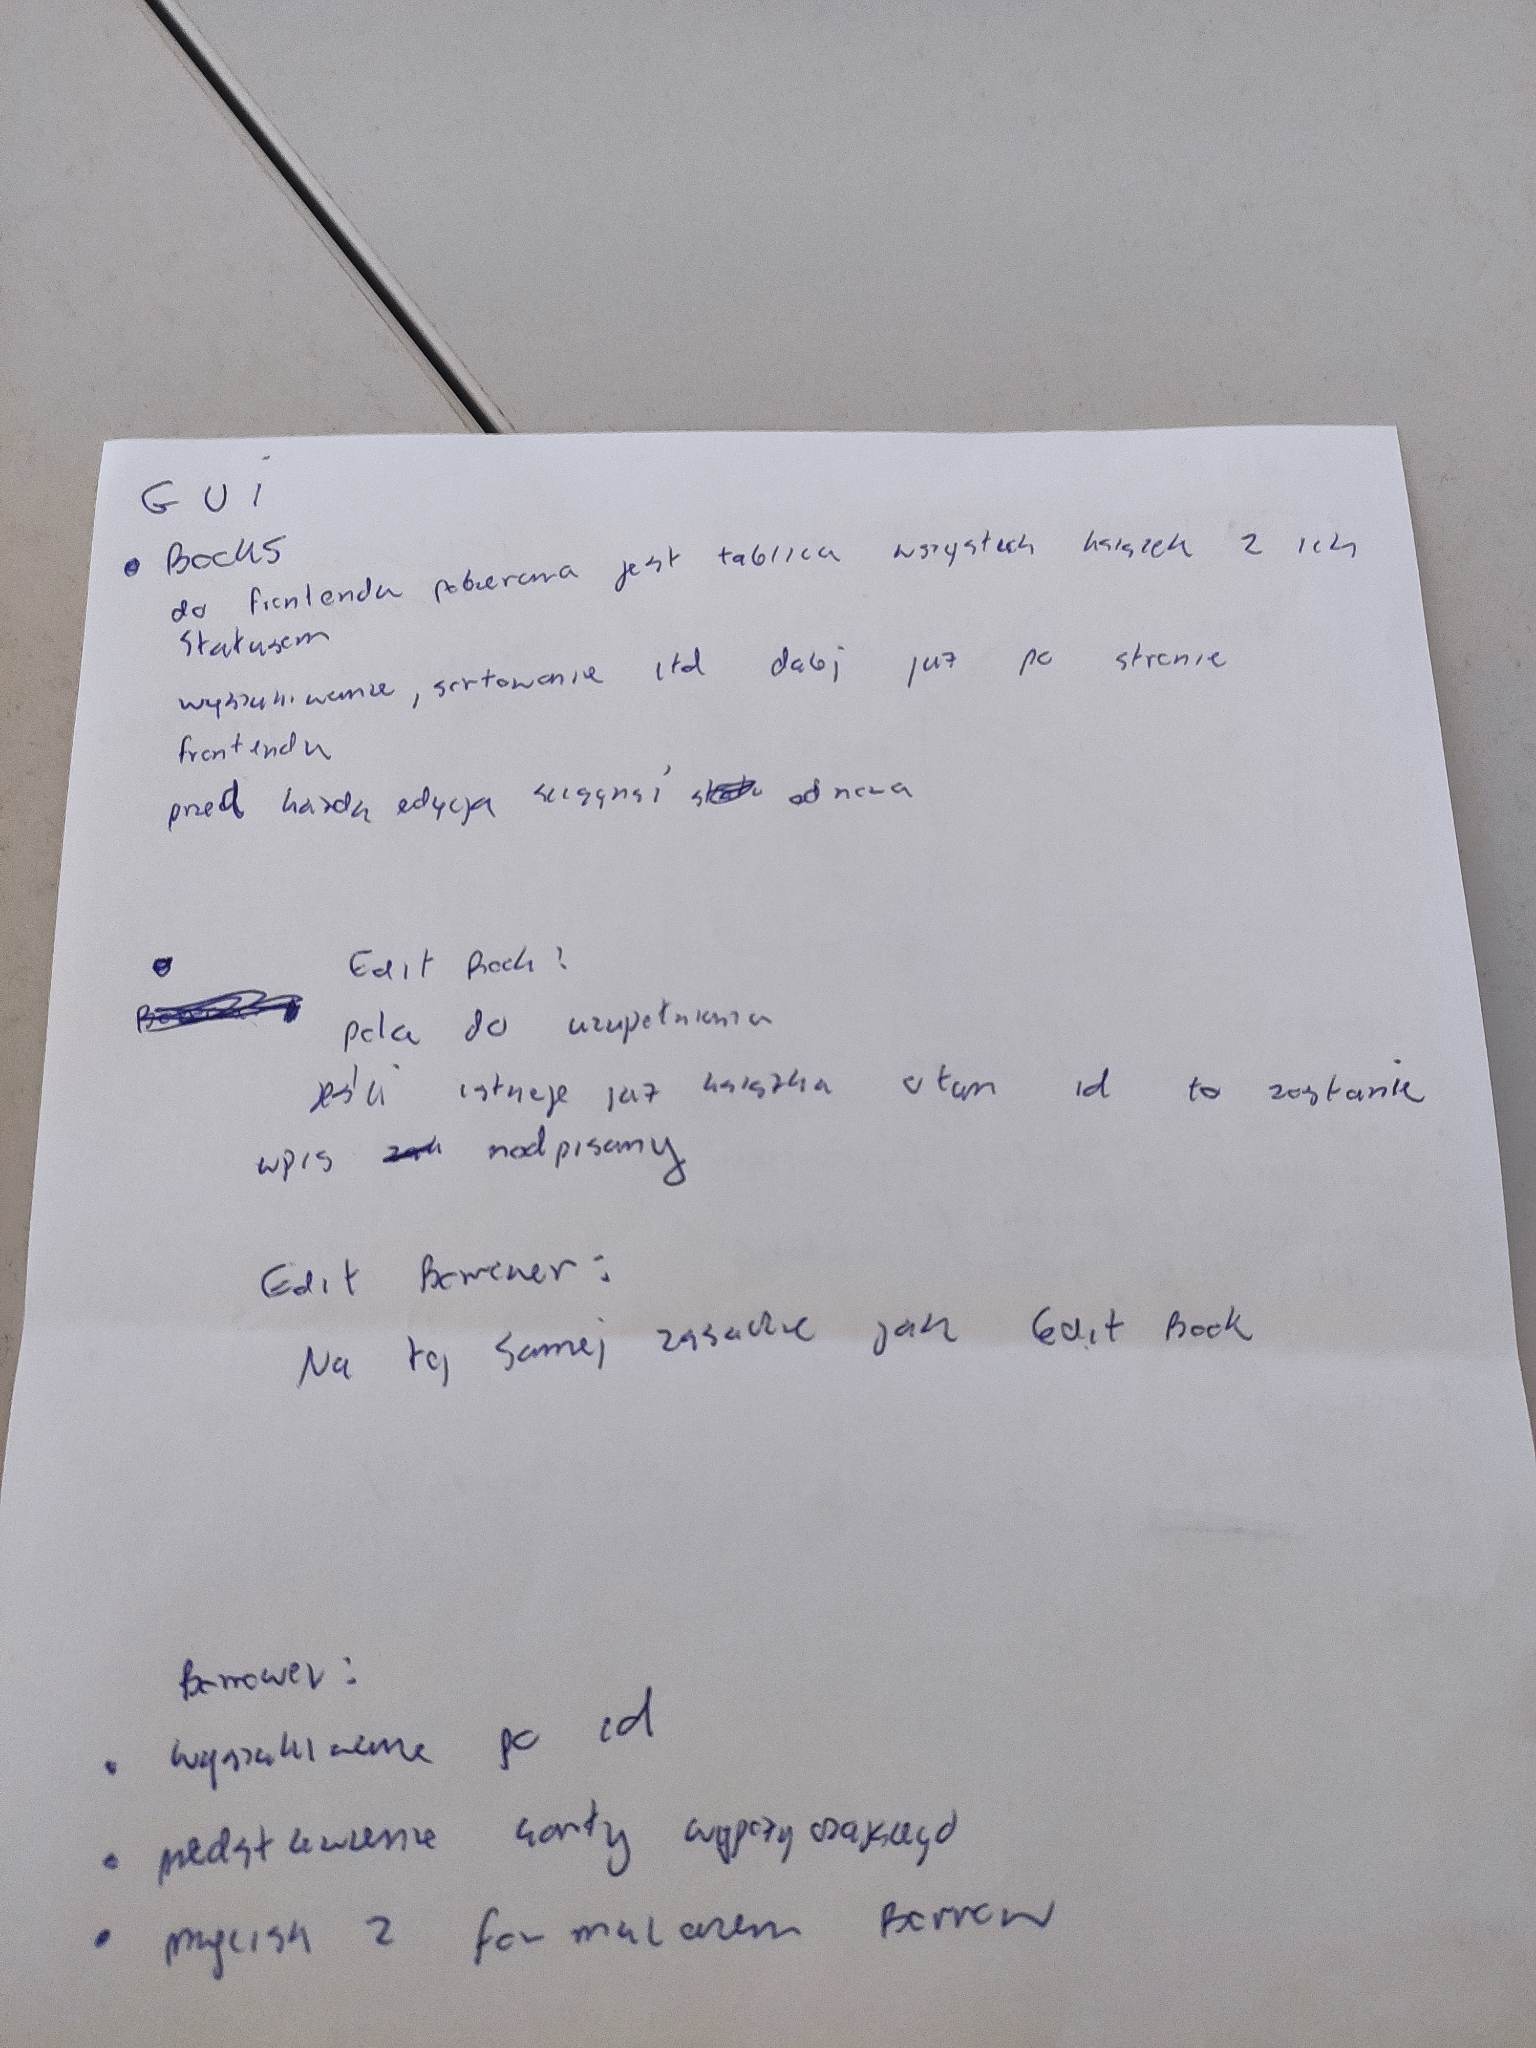 GUi
• Books
do frontendu pobierana jest tablica wszystkich książek z ich
statusem
wyszukiwanie, sortowanie itd dalej już po stronie
frontendu
przed każdą edycją ściągnąć od nowa
• Edit Book:
pola do uzupełnienia
jeśli istnieje już książka o tym id to zostanie
wpis nadpisany
Edit Borrower:
Na tej samej zasadzie jak Edit Book
Borrower:
• wyszukiwanie po id
• przedstawienie karty wypożyczającego
• przycisk z formularzem Borrow